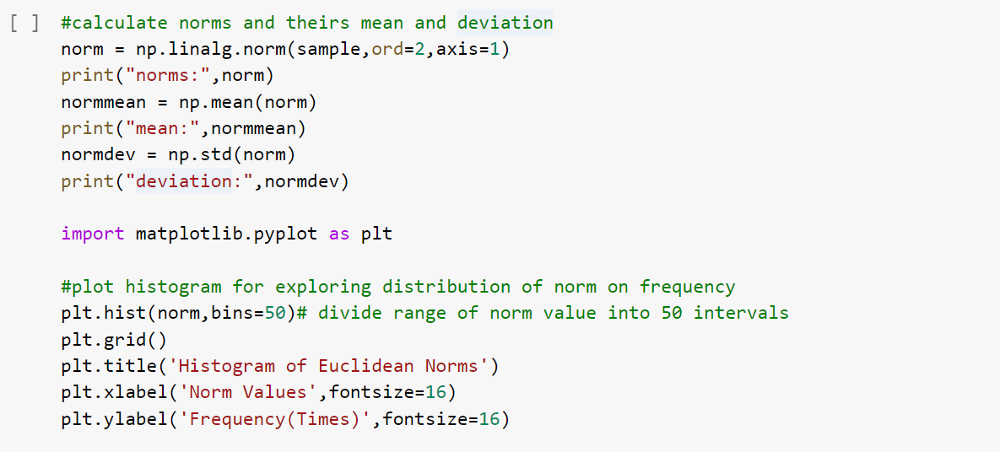 [ ] #calculate norms and theirs mean and deviation
norm = np.linalg.norm(sample,ord=2,axis=1)
print("norms:",norm)
normmean = np.mean(norm)
print("mean:",normmean)
normdev = np.std(norm)
print("deviation:",normdev)
import matplotlib.pyplot as plt
#plot histogram for exploring distribution of norm on frequency
plt.hist(norm,bins=50)# divide range of norm value into 50 intervals
plt.grid()
plt.title('Histogram of Euclidean Norms')
plt.xlabel('Norm Values',fontsize=16)
plt.ylabel('Frequency(Times)',fontsize=16)